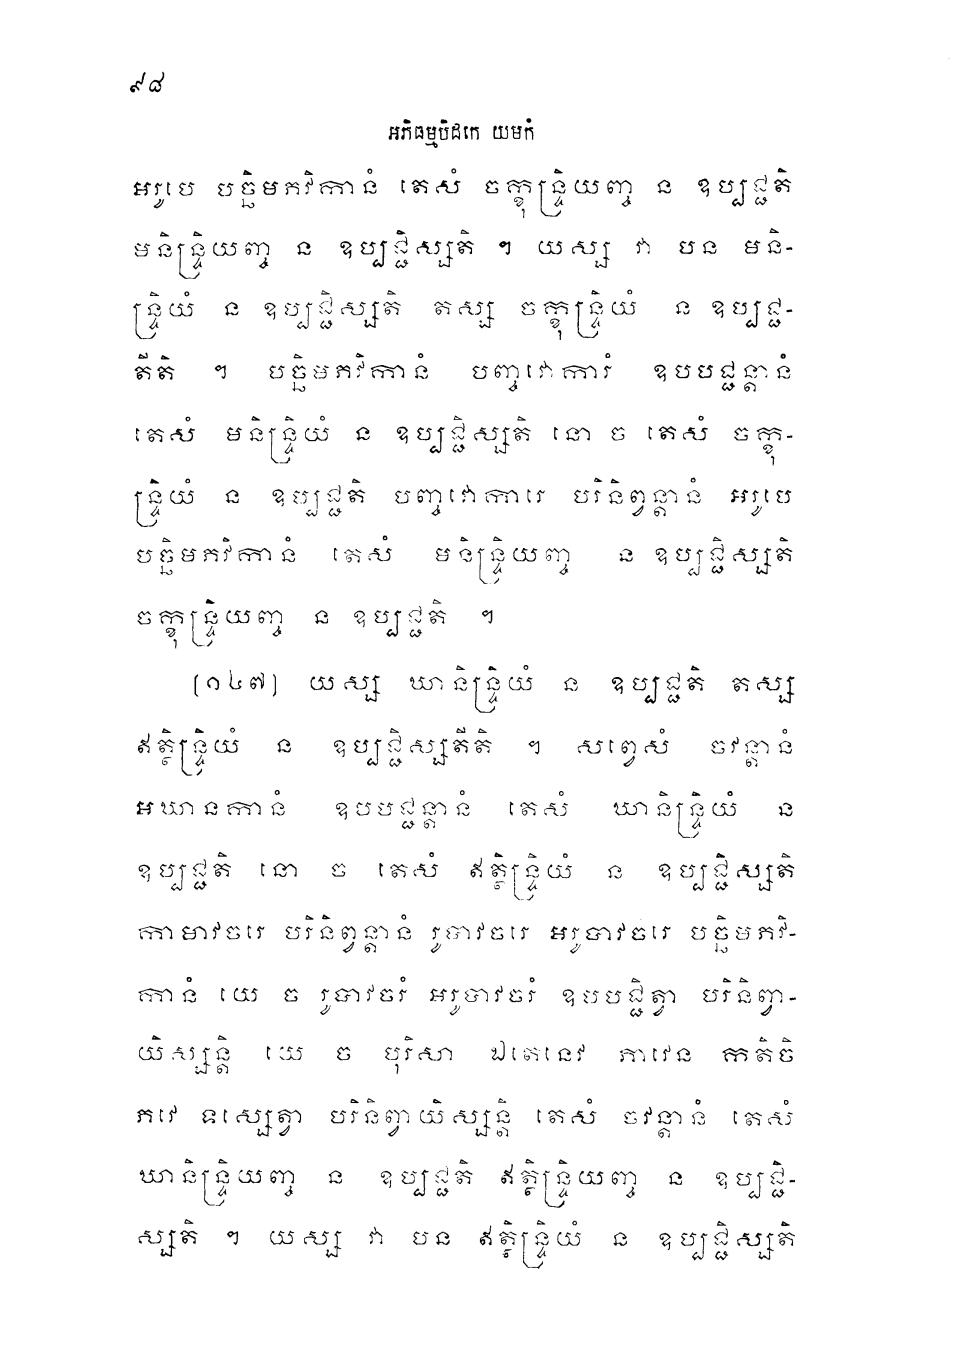 ៩៨
អភិធម្មបិដកេ យមកំ
អរូបេ បច្ឆិមភវិកានំ តេសំ ចក្ខុន្ទ្រិយញ្ច ន ឧប្បជ្ជតិ
មនិន្ទ្រិយញ្ច ន ឧប្បជ្ជិស្សតិ ។ យស្ស វា បន មនិ-
ន្ទ្រិយំ ន ឧប្បជ្ជិស្សតិ តស្ស ចក្ខុន្ទ្រិយំ ន ឧប្បជ្ជ-
តីតិ ។ បច្ឆិមភវិកានំ បញ្ចវោការំ ឧបបជ្ជន្តានំ
តេសំ មនិន្ទ្រិយំ ន ឧប្បជ្ជិស្សតិ នោ ច តេសំ ចក្ខុ-
ន្ទ្រិយំ ន ឧប្បជ្ជតិ បញ្ចវោការេ បរិនិព្វន្តានំ អរូបេ
បច្ឆិមភវិកានំ តេសំ មនិន្ទ្រិយញ្ច ន ឧប្បជ្ជិស្សតិ
ចក្ខុន្ទ្រិយញ្ច ន ឧប្បជ្ជតិ ។
[១៤៧] យស្ស ឃានិន្ទ្រិយំ ន ឧប្បជ្ជតិ តស្ស
ឥត្ថិន្ទ្រិយំ ន ឧប្បជ្ជិស្សតីតិ ។ សព្វេសំ ចវន្តានំ
អឃានកានំ ឧបបជ្ជន្តានំ តេសំ ឃានិន្ទ្រិយំ ន
ឧប្បជ្ជតិ នោ ច តេសំ ឥត្ថិន្ទ្រិយំ ន ឧប្បជ្ជិស្សតិ
កាមាវចរេ បរិនិព្វន្តានំ រូបាវចរេ អរូបាវចរេ បច្ឆិមភវិ-
កានំ យេ ច រូបាវចរំ អរូបាវចរំ ឧបបជ្ជិត្វា បរិនិព្វា-
យិស្សន្តិ យេ ច បុរិសា ឯតេនេវ ភាវេន កតិចិ
ភវេ ទស្សេត្វា បរិនិព្វាយិស្សន្តិ តេសំ ចវន្តានំ តេសំ
ឃានិន្ទ្រិយញ្ច ន ឧប្បជ្ជតិ ឥត្ថិន្ទ្រិយញ្ច ន ឧប្បជ្ជិ-
ស្សតិ ។ យស្ស វា បន ឥត្ថិន្ទ្រិយំ ន ឧប្បជ្ជិស្សតិ